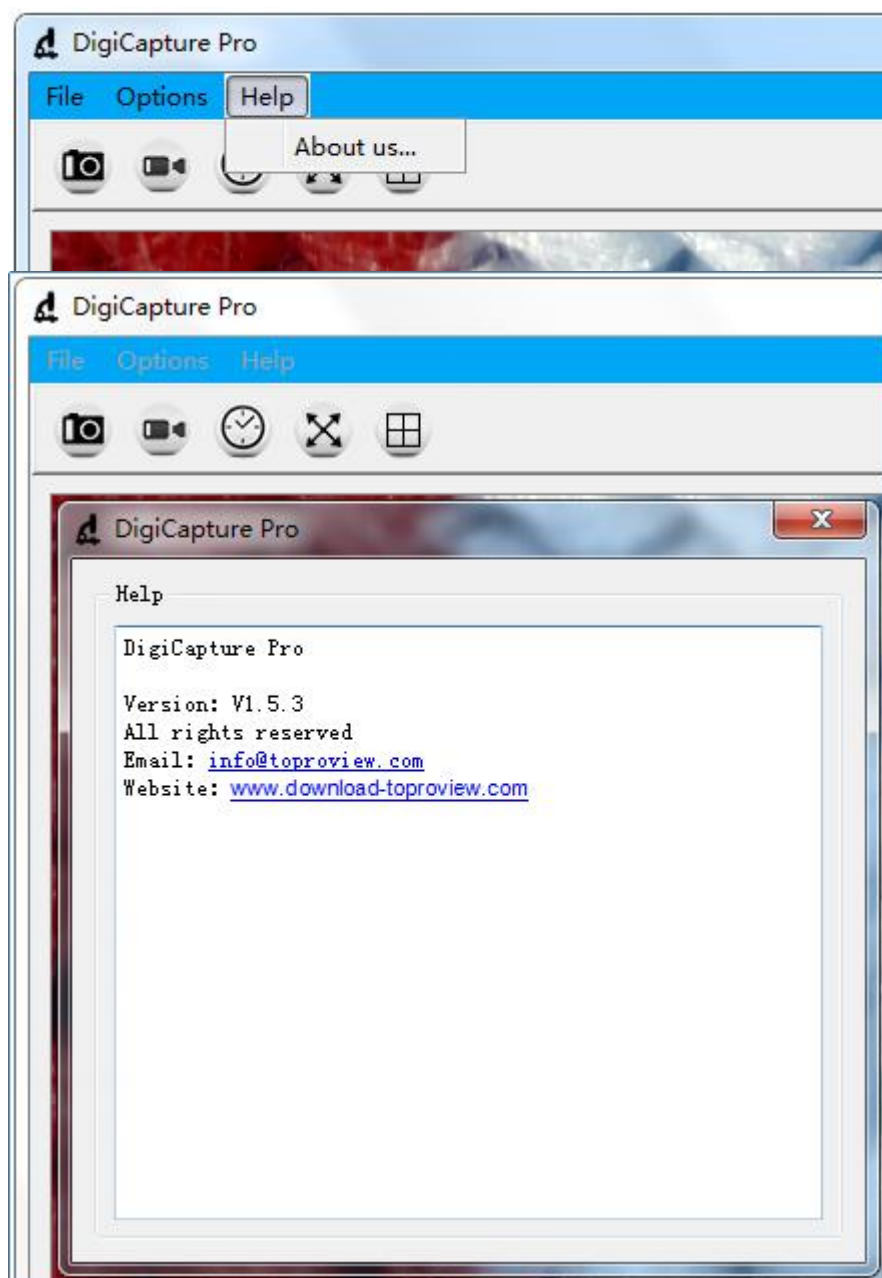 DigiCapture Pro
File Options Help
About us...
DigiCapture Pro
File Options Help
DigiCapture Pro
Help
DigiCapture Pro
Version: V1.5.3
All rights reserved
Email: info@toproview.com
Website: www.download-toproview.com